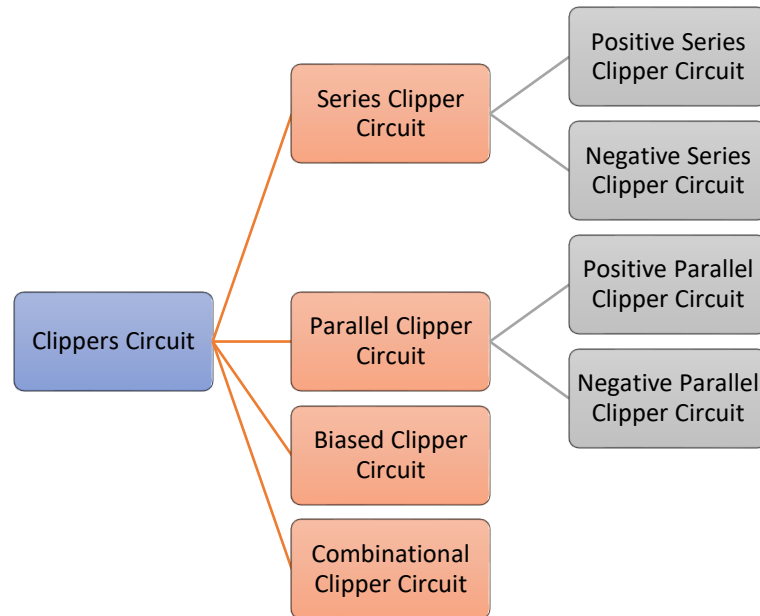 Positive Series
Clipper Circuit
Series Clipper
Circuit
Negative Series
Clipper Circuit
Positive Parallel
Clipper Circuit
Clippers Circuit
Parallel Clipper
Circuit
Negative Parallel
Clipper Circuit
Biased Clipper
Circuit
Combinational
Clipper Circuit